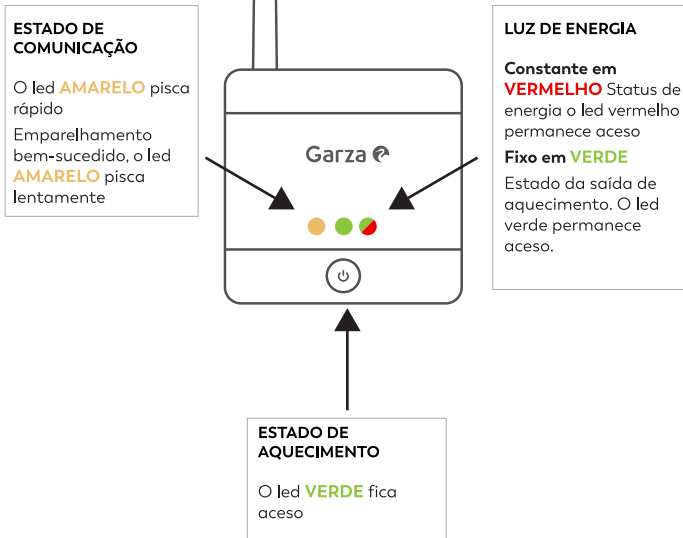 ESTADO DE
COMUNICAÇÃO
O led AMARELO pisca
rápido
Emparelhamento
bem-sucedido, o led
AMARELO pisca
lentamente
Garza
LUZ DE ENERGIA
Constante em
VERMELHO Status de
energia o led vermelho
permanece aceso
Fixo em VERDE
Estado da saída de
aquecimento. O led
verde permanece
aceso.
ESTADO DE
AQUECIMENTO
O led VERDE fica
aceso